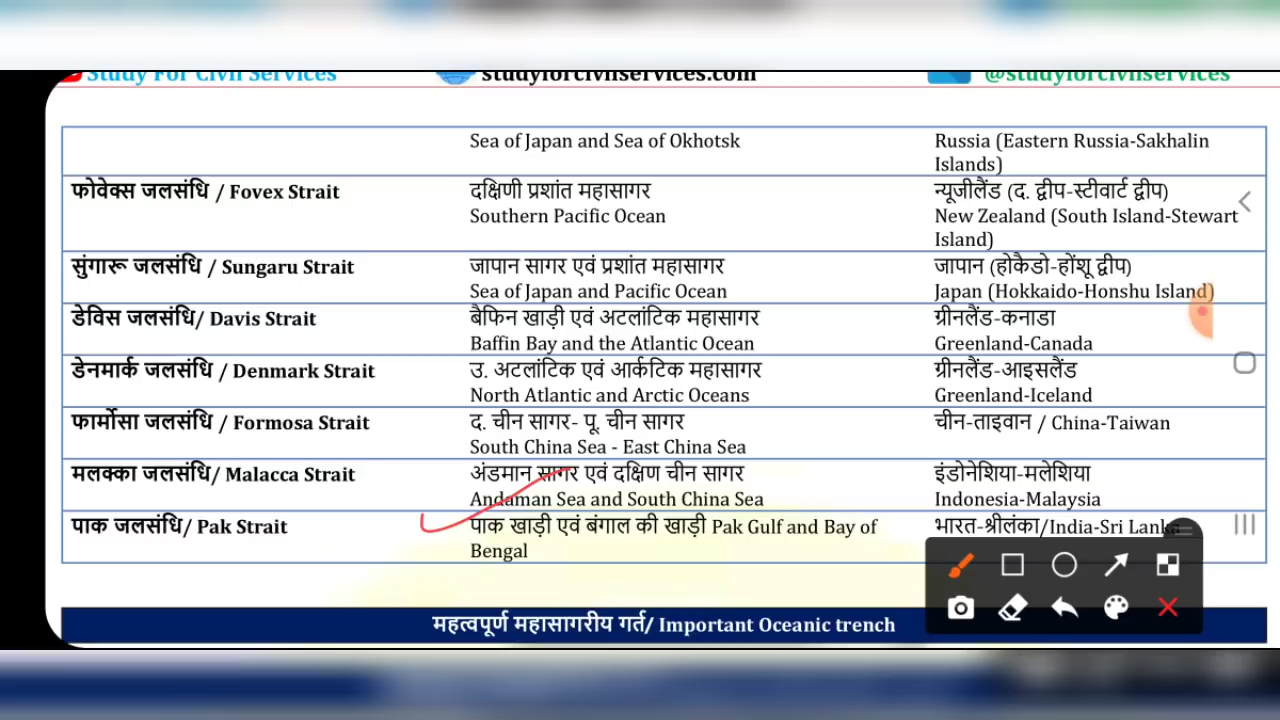 Study For Civil Services
studyforcivilservices.com
@studyforcivilservices
Sea of Japan and Sea of Okhotsk
Russia (Eastern Russia-Sakhalin
Islands)
फोवेक्स जलसंधि / Fovex Strait
दक्षिणी प्रशांत महासागर
Southern Pacific Ocean
न्यूजीलैंड (द. द्वीप-स्टीवार्ट द्वीप)
New Zealand (South Island-Stewart
Island)
सुंगारू जलसंधि / Sungaru Strait
जापान सागर एवं प्रशांत महासागर
Sea of Japan and Pacific Ocean
जापान (होकैडो-होंशू द्वीप)
Japan (Hokkaido-Honshu Island)
डेविस जलसंधि/ Davis Strait
बैफिन खाड़ी एवं अटलांटिक महासागर
Baffin Bay and the Atlantic Ocean
ग्रीनलैंड-कनाडा
Greenland-Canada
डेनमार्क जलसंधि / Denmark Strait
उ. अटलांटिक एवं आर्कटिक महासागर
North Atlantic and Arctic Oceans
ग्रीनलैंड-आइसलैंड
Greenland-Iceland
फार्मोसा जलसंधि / Formosa Strait
द. चीन सागर- पू. चीन सागर
South China Sea - East China Sea
चीन-ताइवान / China-Taiwan
मलक्का जलसंधि/ Malacca Strait
अंडमान सागर एवं दक्षिण चीन सागर
Andaman Sea and South China Sea
इंडोनेशिया-मलेशिया
Indonesia-Malaysia
पाक जलसंधि/ Pak Strait
पाक खाड़ी एवं बंगाल की खाड़ी Pak Gulf and Bay of
Bengal
भारत-श्रीलंका/India-Sri Lanka
महत्वपूर्ण महासागरीय गर्त/ Important Oceanic trench